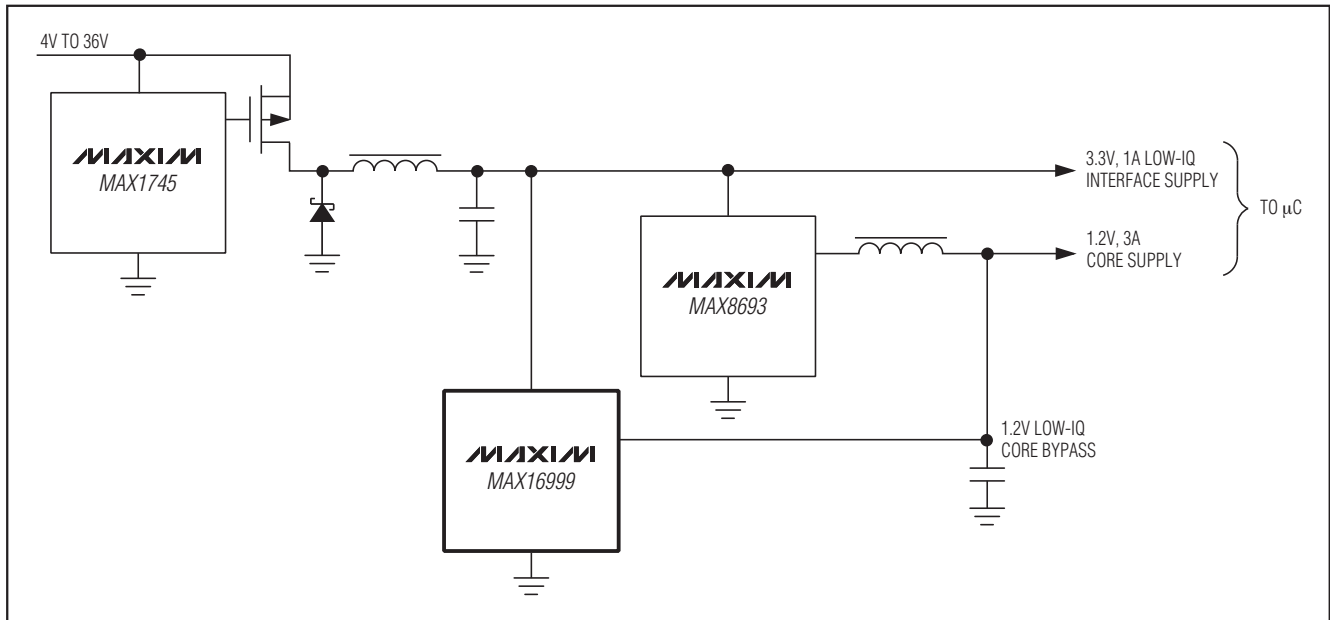 4V TO 36V
MAXIM
MAX1745
3.3V, 1A LOW-IQ
INTERFACE SUPPLY
TO μC
1.2V, 3A
CORE SUPPLY
MAXIM
MAX8693
MAXIM
MAX16999
1.2V LOW-IQ
CORE BYPASS